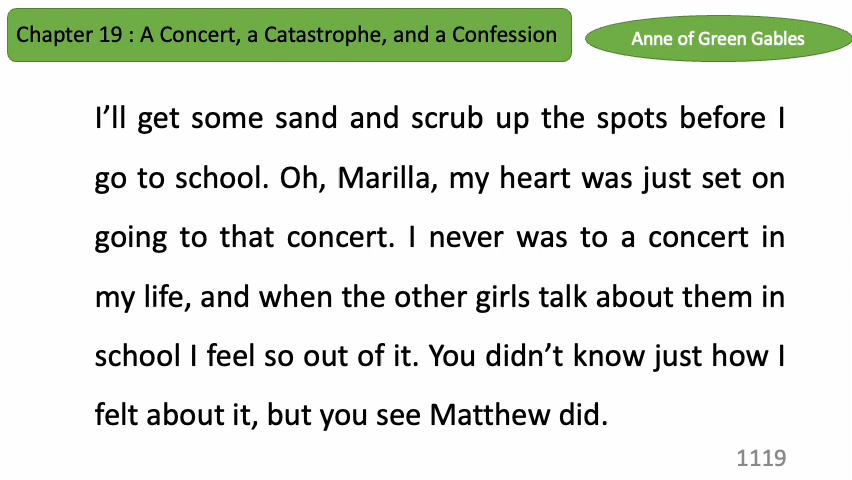 Chapter 19 : A Concert, a Catastrophe, and a Confession
Anne of Green Gables
I’ll get some sand and scrub up the spots before I
go to school. Oh, Marilla, my heart was just set on
going to that concert. I never was to a concert in
my life, and when the other girls talk about them in
school I feel so out of it. You didn’t know just how I
felt about it, but you see Matthew did.
1119